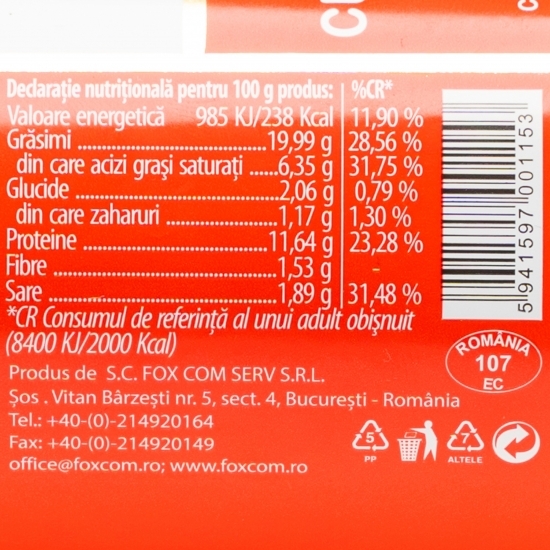 Declarație nutrițională pentru 100 g produs: %CR*
Valoare energetică 985 KJ/238 Kcal 11,90 %
Grăsimi ..............................19,99 g 28,56 %
din care acizi grași saturați ......6,35 g 31,75 %
Glucide ..............................2,06 g 0,79 %
din care zaharuri ..................1,17 g 1,30 %
Proteine .............................11,64 g 23,28 %
Fibre ..................................1,53 g -
Sare ...................................1,89 g 31,48 %
*CR Consumul de referință al unui adult obișnuit
(8400 KJ/2000 Kcal)
Produs de S.C. FOX COM SERV S.R.L.
Șos . Vitan Bârzești nr. 5, sect. 4, București - România
Tel.: +40-(0)-214920164
Fax: +40-(0)-214920149
office@foxcom.ro; www.foxcom.ro
5 941597 001153
ROMÂNIA
107
EC
5
PP
7
ALTELE